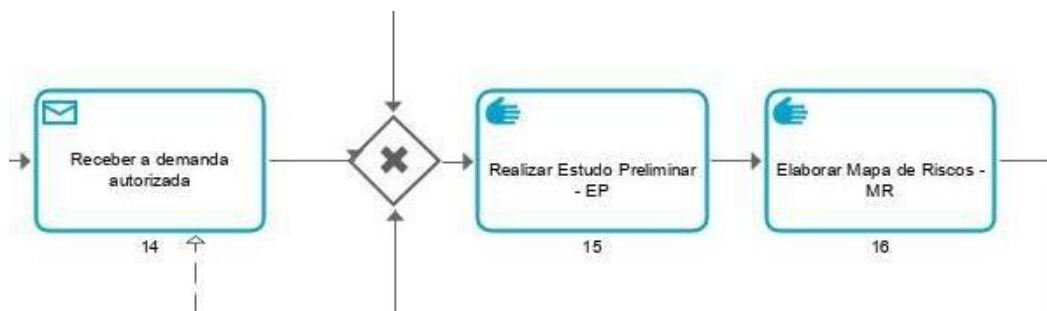 Receber a demanda
autorizada
14
Realizar Estudo Preliminar
- EP
15
Elaborar Mapa de Riscos -
MR
16